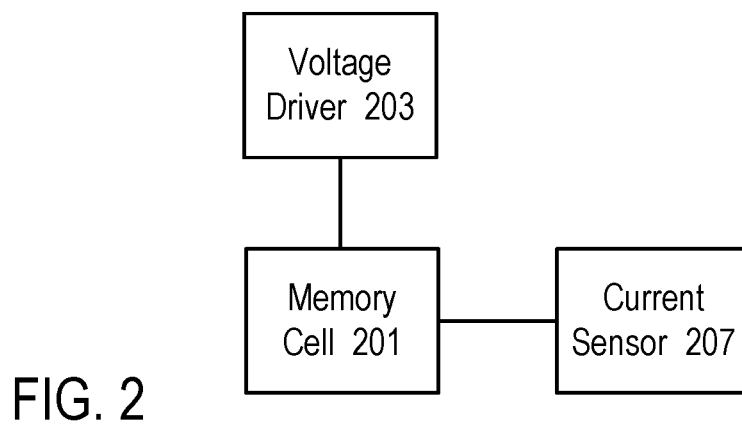 Voltage
Driver 203
Memory
Cell 201
Current
Sensor 207
FIG. 2